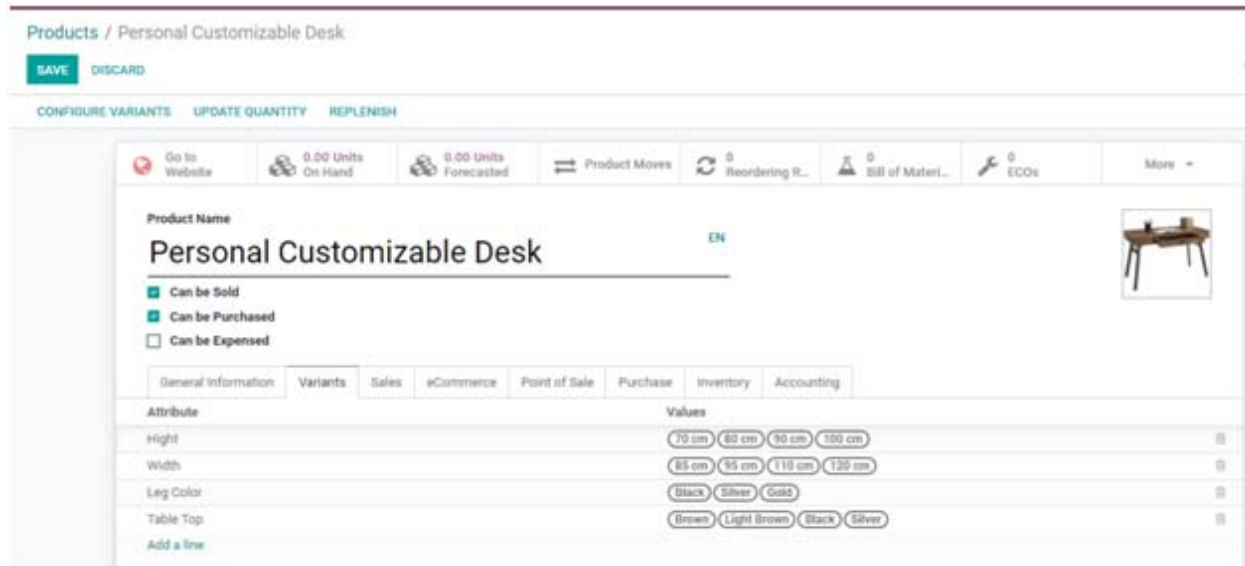 Products / Personal Customizable Desk
SAVE DISCARD
CONFIGURE VARIANTS UPDATE QUANTITY REPLENISH
Go to Website 0.00 Units On Hand 0.00 Units Forecasted Product Moves 0 Reordering R... 0 Bill of Materi... 0 ECOs More
Product Name
Personal Customizable Desk EN
Can be Sold
Can be Purchased
Can be Expensed
General Information Variants Sales eCommerce Point of Sale Purchase Inventory Accounting
Attribute Values
Hight 70 cm 80 cm 90 cm 100 cm
Width 85 cm 95 cm 110 cm 120 cm
Leg Color Black Silver Gold
Table Top Brown Light Brown Black Silver
Add a line